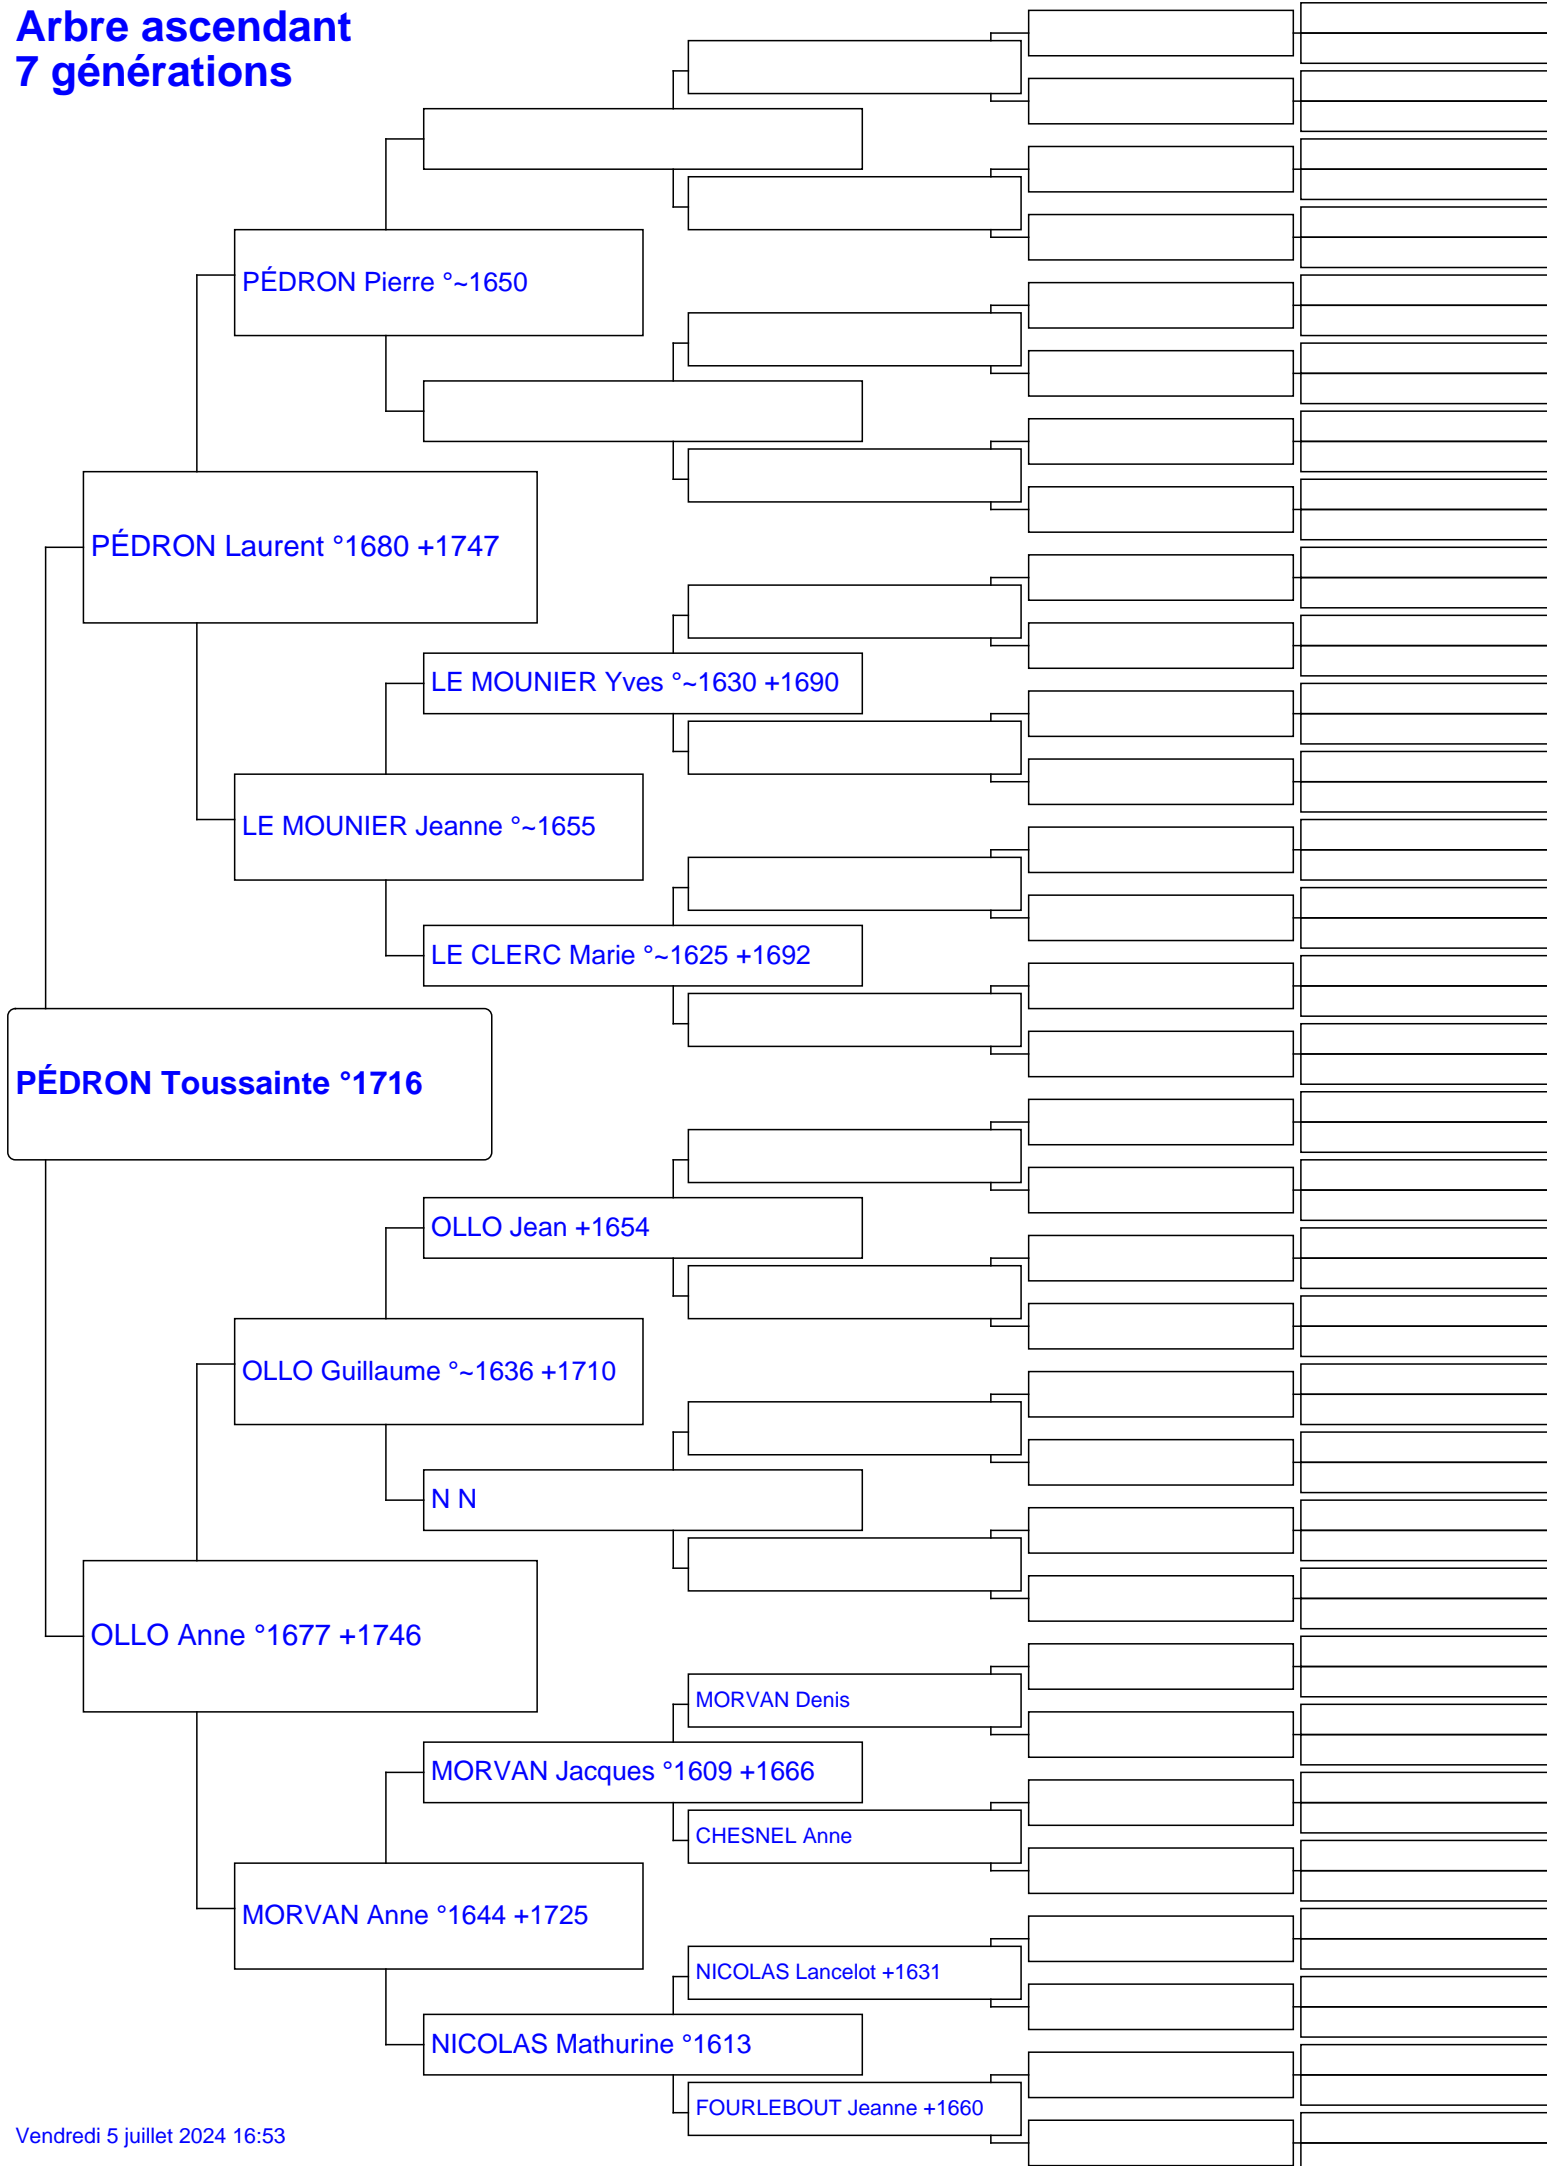 Arbre ascendant
7 générations
PÉDRON Pierre °~1650
PÉDRON Laurent °1680 +1747
LE MOUNIER Yves °~1630 +1690
LE MOUNIER Jeanne °~1655
LE CLERC Marie °~1625 +1692
PÉDRON Toussainte °1716
OLLO Jean +1654
OLLO Guillaume °~1636 +1710
N N
OLLO Anne °1677 +1746
MORVAN Denis
MORVAN Jacques °1609 +1666
CHESNEL Anne
MORVAN Anne °1644 +1725
NICOLAS Lancelot +1631
NICOLAS Mathurine °1613
FOURLEBOUT Jeanne +1660
Vendredi 5 juillet 2024 16:53